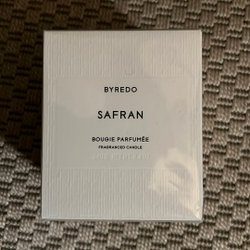 BYREDO
SAFRAN
BOUGIE PARFUMÉE
FRAGRANCED CANDLE